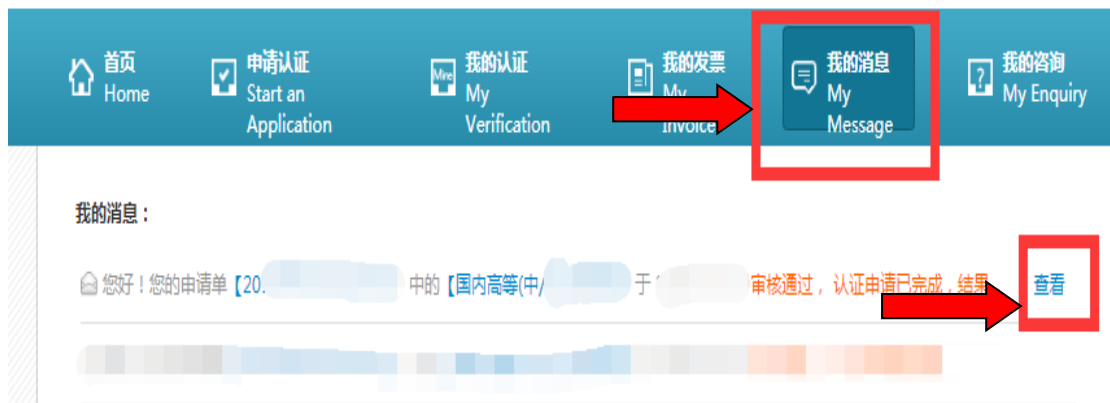 首页
Home
申请认证
Start an
Application
Mine
我的认证
My
Verification
我的发票
My
Invoice
我的消息
My
Message
?
我的咨询
My Enquiry
我的消息：
您好！您的申请单【20. 中的【国内高等(中/ 于 审核通过，认证申请已完成，结果 查看